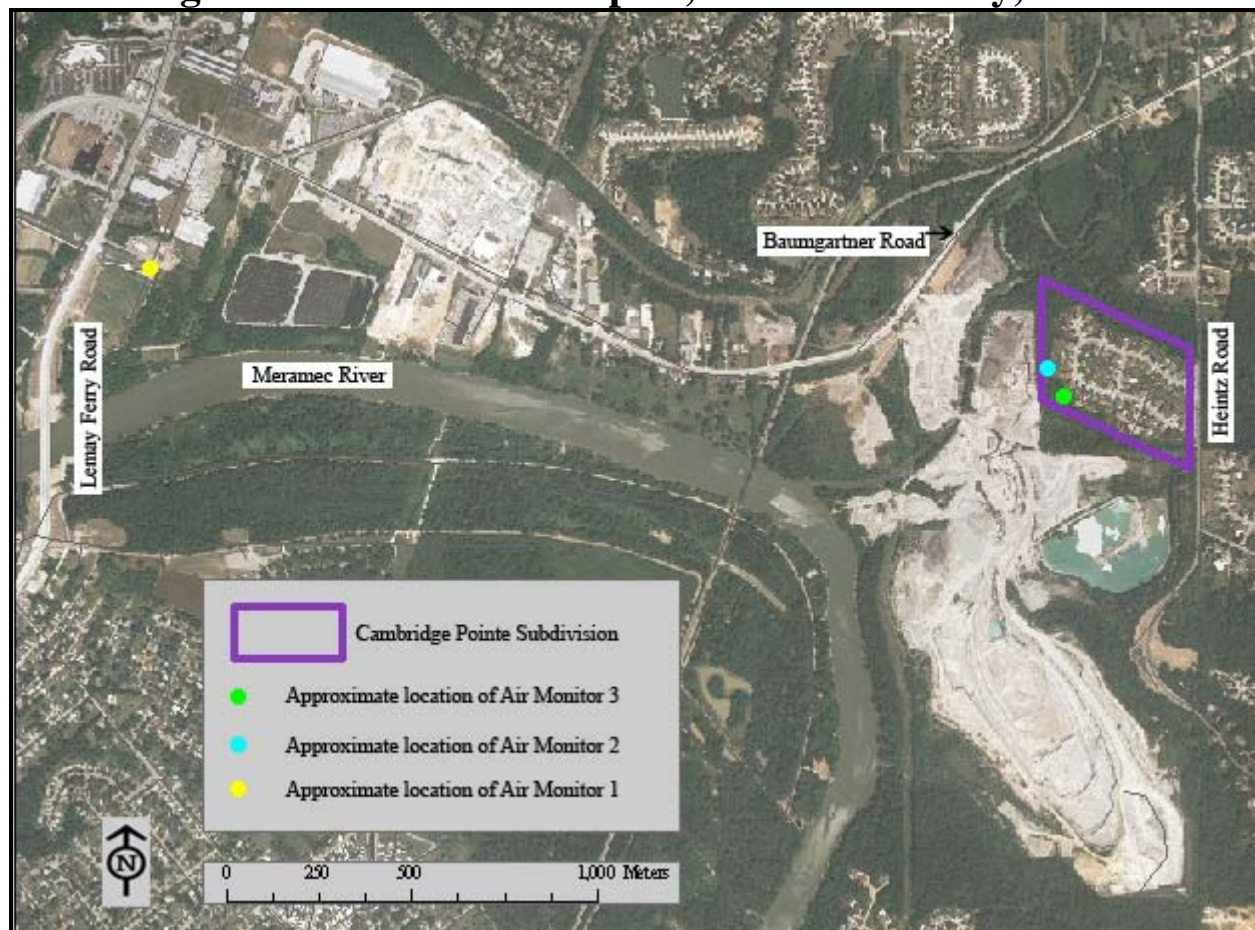 Baumgartner Road
Heintz Road
Lemay Ferry Road
Meramec River
Cambridge Pointe Subdivision
Approximate location of Air Monitor 3
Approximate location of Air Monitor 2
Approximate location of Air Monitor 1
N
0 250 500 1,000 Meters